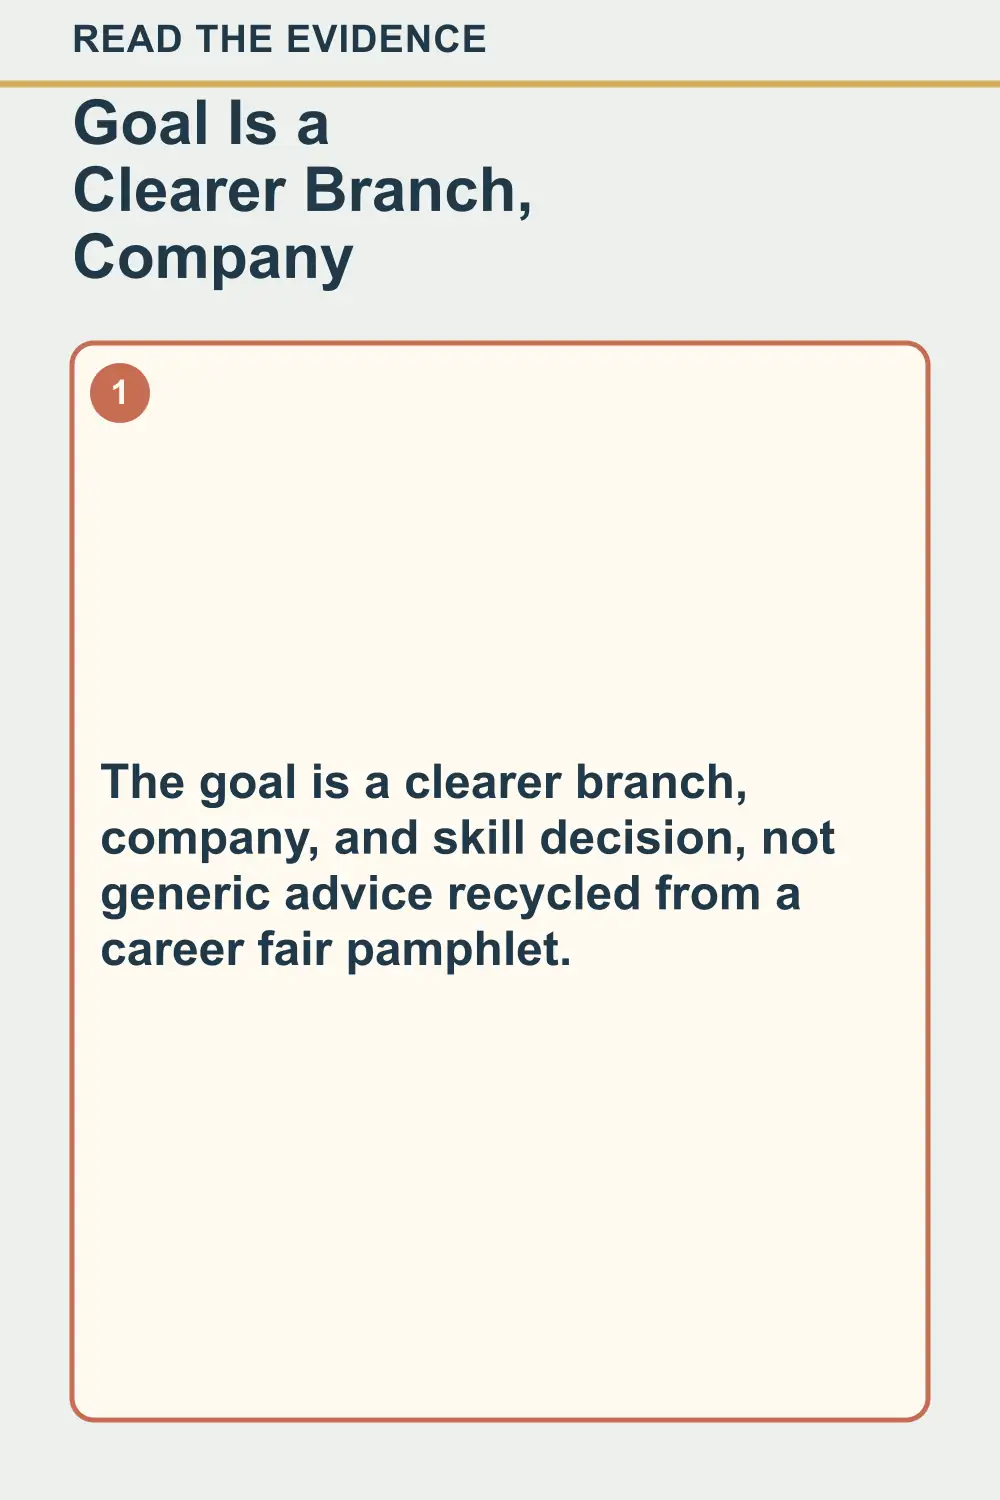 READ THE EVIDENCE
Goal Is a
Clearer Branch,
Company
1
The goal is a clearer branch,
company, and skill decision, not
generic advice recycled from a
career fair pamphlet.